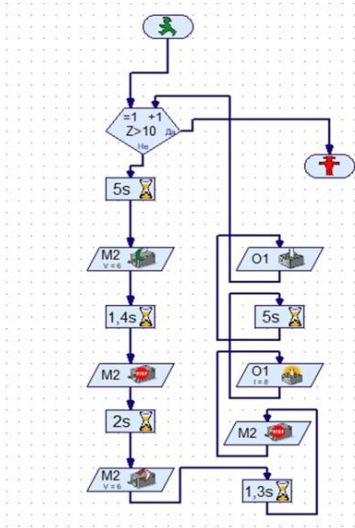 =1 +1
Z>10
Да
Не
5s
M2
V = 6
1,4s
M2
2s
M2
V = 6
O1
5s
O1
I = 8
M2
1,3s